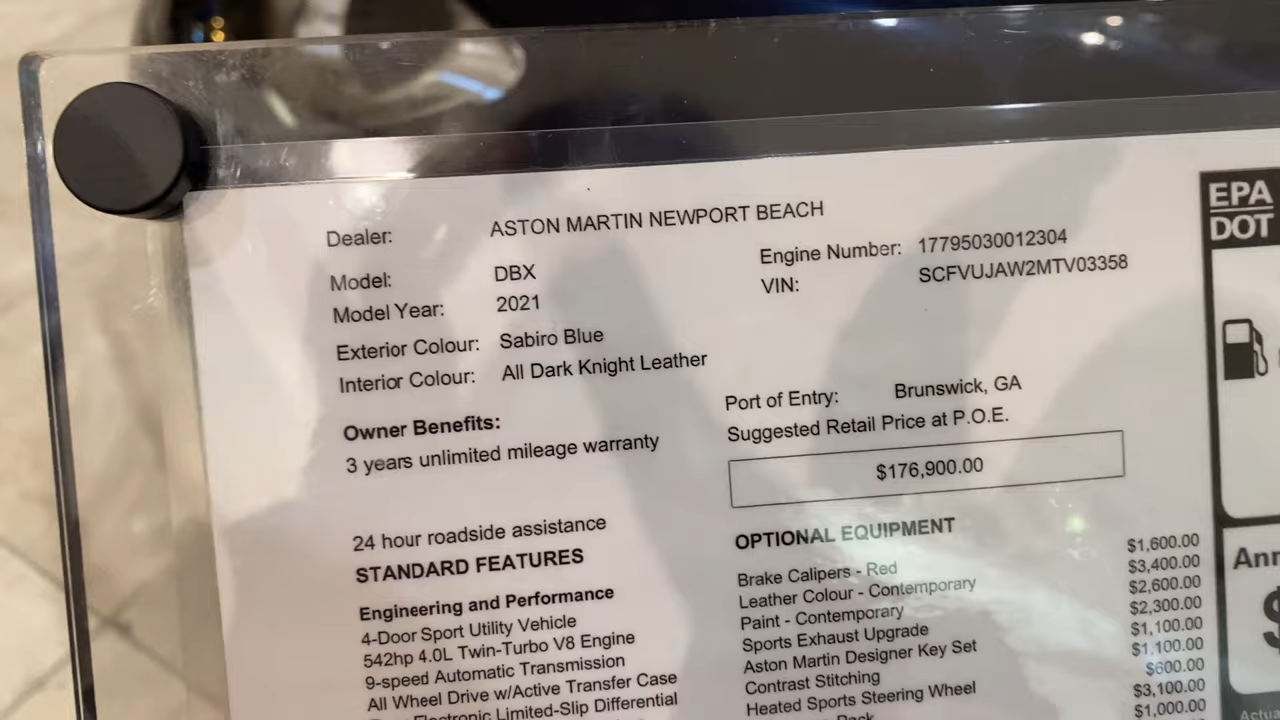 Dealer: ASTON MARTIN NEWPORT BEACH
Model: DBX
Model Year: 2021
Exterior Colour: Sabiro Blue
Interior Colour: All Dark Knight Leather
Engine Number: 17795030012304
VIN: SCFVUJAW2MTV03358
Owner Benefits:
3 years unlimited mileage warranty
24 hour roadside assistance
STANDARD FEATURES
Engineering and Performance
4-Door Sport Utility Vehicle
542hp 4.0L Twin-Turbo V8 Engine
9-speed Automatic Transmission
All Wheel Drive w/Active Transfer Case
Electronic Limited-Slip Differential
Port of Entry: Brunswick, GA
Suggested Retail Price at P.O.E.
$176,900.00
OPTIONAL EQUIPMENT
Brake Calipers - Red $1,600.00
Leather Colour - Contemporary $3,400.00
Paint - Contemporary $2,600.00
Sports Exhaust Upgrade $2,300.00
Aston Martin Designer Key Set $1,100.00
Contrast Stitching $1,100.00
Heated Sports Steering Wheel $600.00
Pack $3,100.00
$1,000.00
EPA
DOT